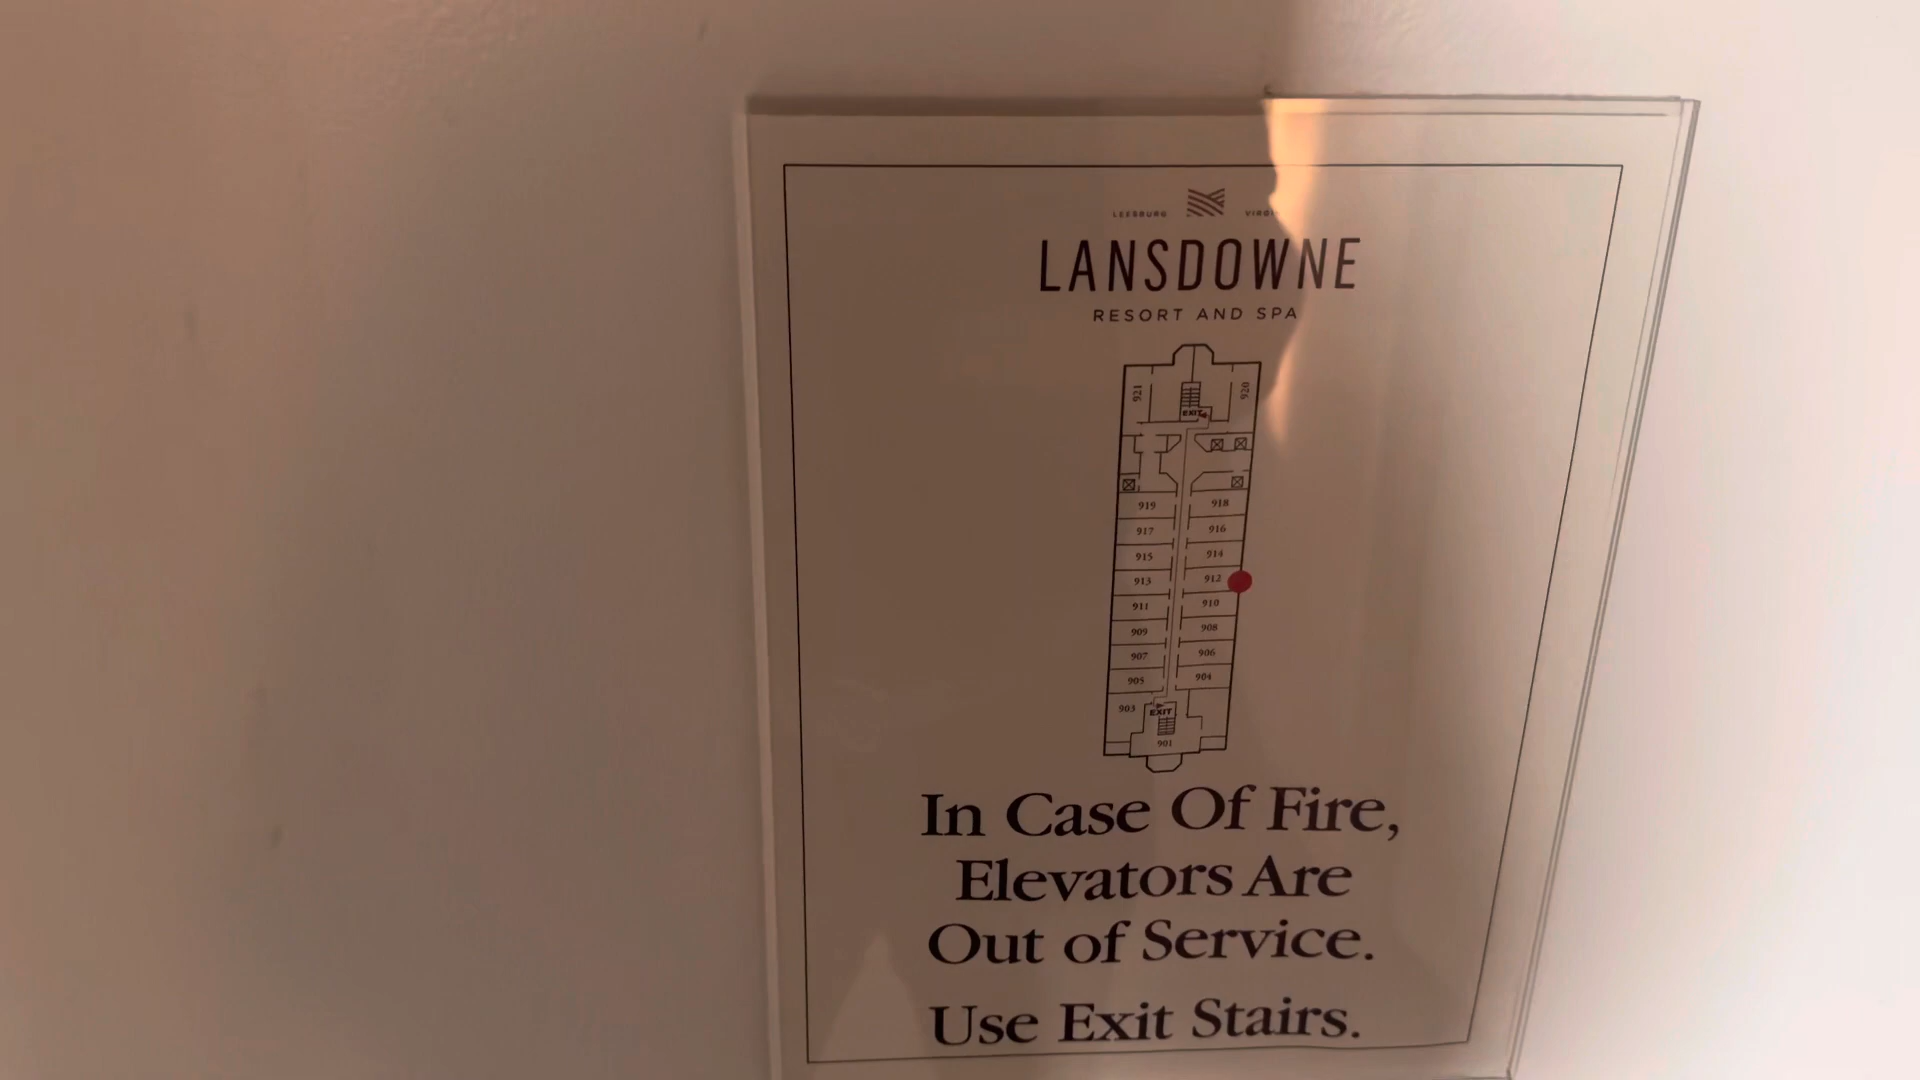 LEESBURG VIRGI
LANSDOWNE
RESORT AND SPA
921 920
EXIT
919 918
917 916
915 914
913 912
911 910
909 908
907 906
905 904
903
EXIT
901
In Case Of Fire,
Elevators Are
Out of Service.
Use Exit Stairs.